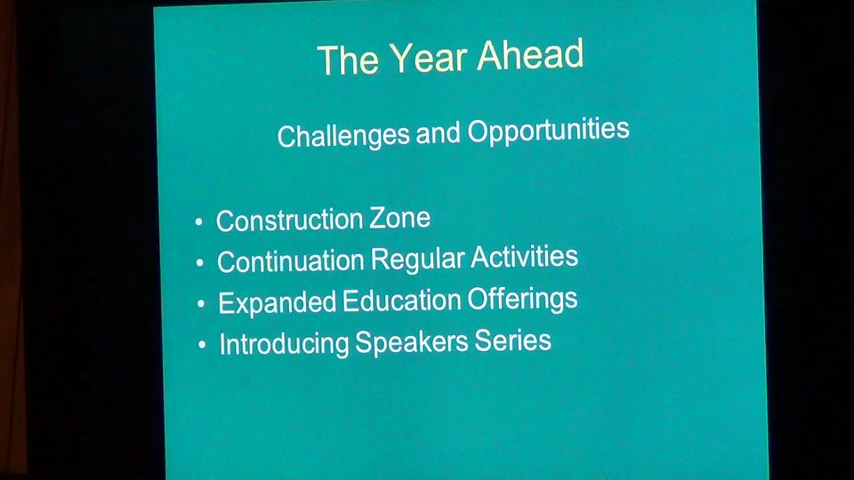 The Year Ahead
Challenges and Opportunities
• Construction Zone
• Continuation Regular Activities
• Expanded Education Offerings
• Introducing Speakers Series